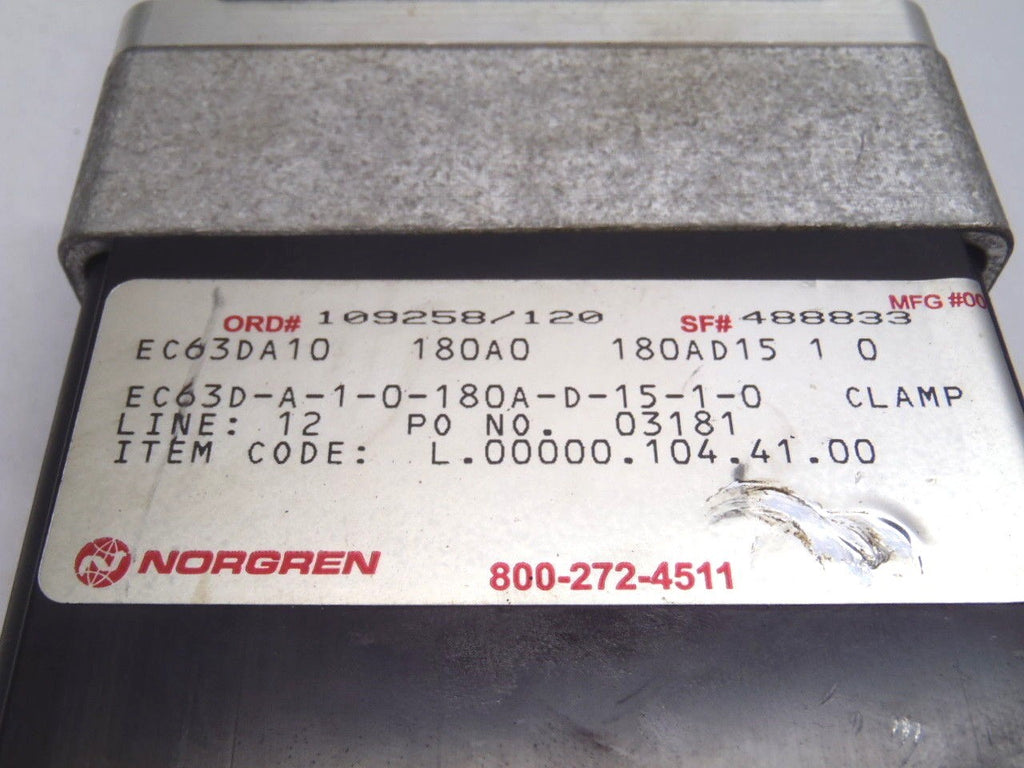 MFG #00
ORD# 109258/120 SF# 488833
EC63DA10 180A0 180AD15 1 0
EC63D-A-1-0-180A-D-15-1-0 CLAMP
LINE: 12 PO NO. 03181
ITEM CODE: L.00000.104.41.00
NORGREN 800-272-4511